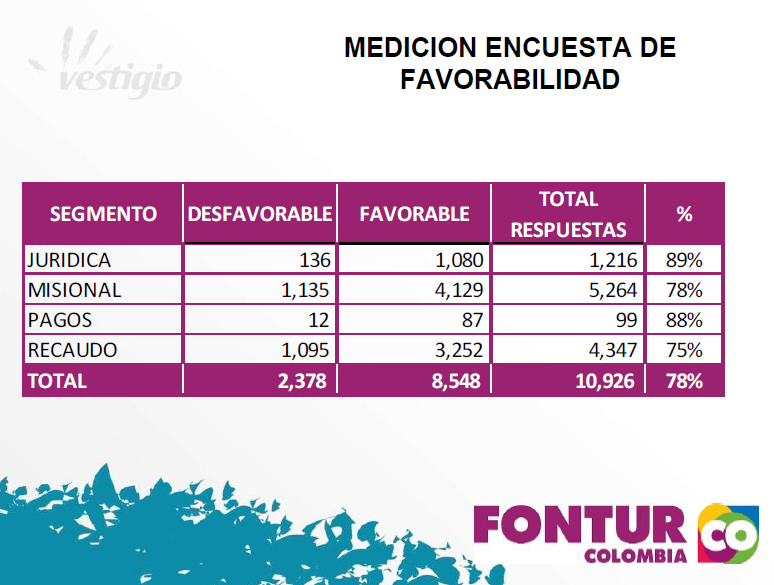 vestigio
MEDICION ENCUESTA DE
FAVORABILIDAD
SEGMENTO DESFAVORABLE FAVORABLE TOTAL RESPUESTAS %
JURIDICA 136 1,080 1,216 89%
MISIONAL 1,135 4,129 5,264 78%
PAGOS 12 87 99 88%
RECAUDO 1,095 3,252 4,347 75%
TOTAL 2,378 8,548 10,926 78%
FONTUR
COLOMBIA
CO